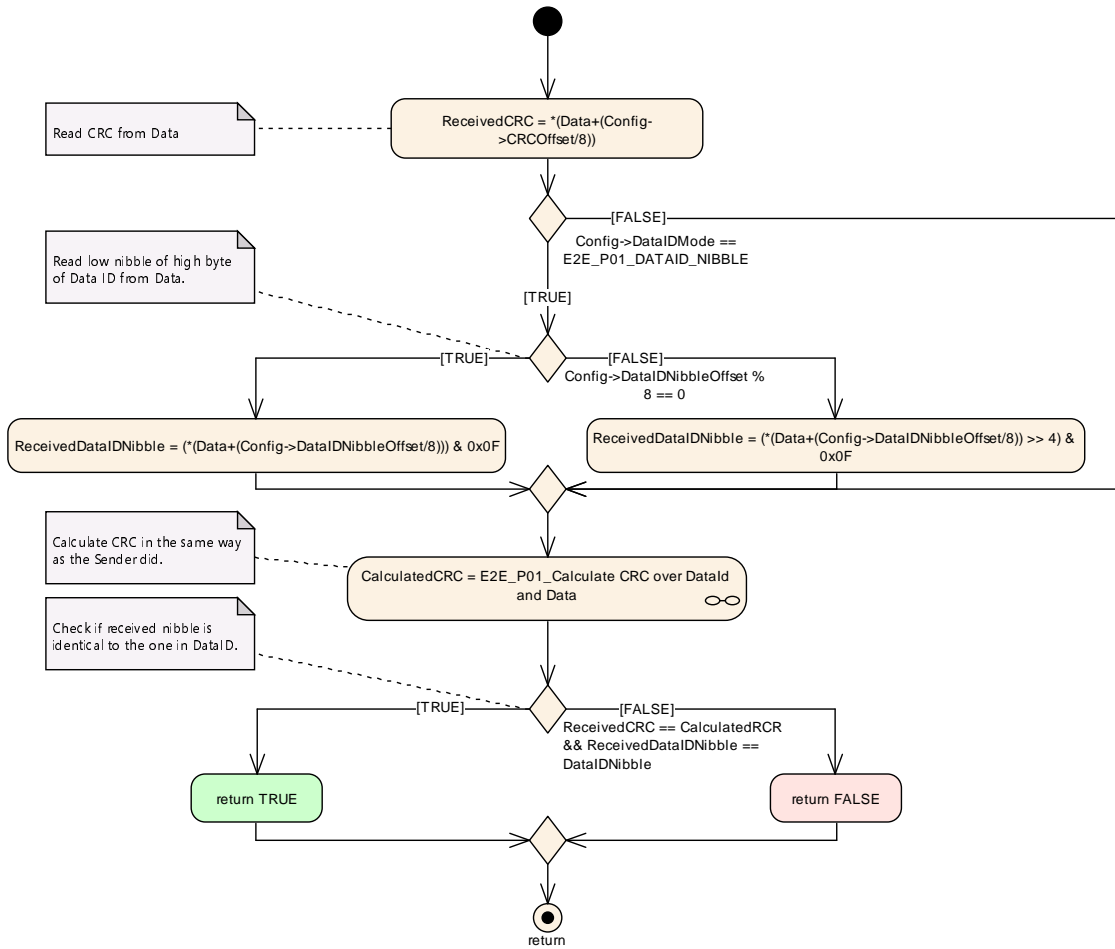 ReceivedCRC = *(Data+(Config-
>CRCOffset/8))
Read CRC from Data
[FALSE]
Config->DataIDMode ==
E2E_P01_DATAID_NIBBLE
Read low nibble of high byte
of Data ID from Data.
[TRUE]
[TRUE]
[FALSE]
Config->DataIDNibbleOffset %
8 == 0
ReceivedDataIDNibble = (*(Data+(Config->DataIDNibbleOffset/8))) & 0x0F
ReceivedDataIDNibble = (*(Data+(Config->DataIDNibbleOffset/8)) >> 4) &
0x0F
Calculate CRC in the same way
as the Sender did.
CalculatedCRC = E2E_P01_Calculate CRC over DataId
and Data
Check if received nibble is
identical to the one in DataID.
[TRUE]
[FALSE]
ReceivedCRC == CalculatedRCR
&& ReceivedDataIDNibble ==
DataIDNibble
return TRUE
return FALSE
return